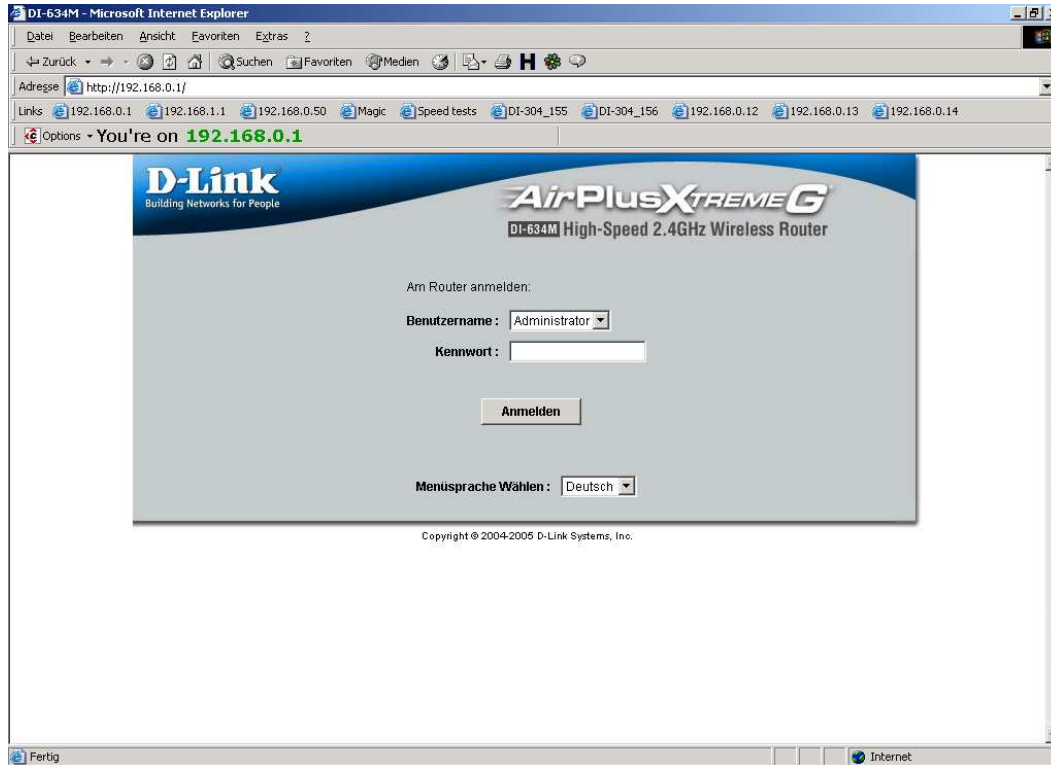 DI-634M - Microsoft Internet Explorer
Datei Bearbeiten Ansicht Favoriten Extras ?
Zurück Suchen Favoriten Medien H
Adresse http://192.168.0.1/
Links 192.168.0.1 192.168.1.1 192.168.0.50 Magic Speed tests DI-304_155 DI-304_156 192.168.0.12 192.168.0.13 192.168.0.14
Options You're on 192.168.0.1
D-Link
Building Networks for People
AirPlusXTREMEG
DI-634M High-Speed 2.4GHz Wireless Router
Am Router anmelden:
Benutzername : Administrator
Kennwort :
Anmelden
Menüsprache Wählen : Deutsch
Copyright © 2004-2005 D-Link Systems, Inc.
Fertig Internet